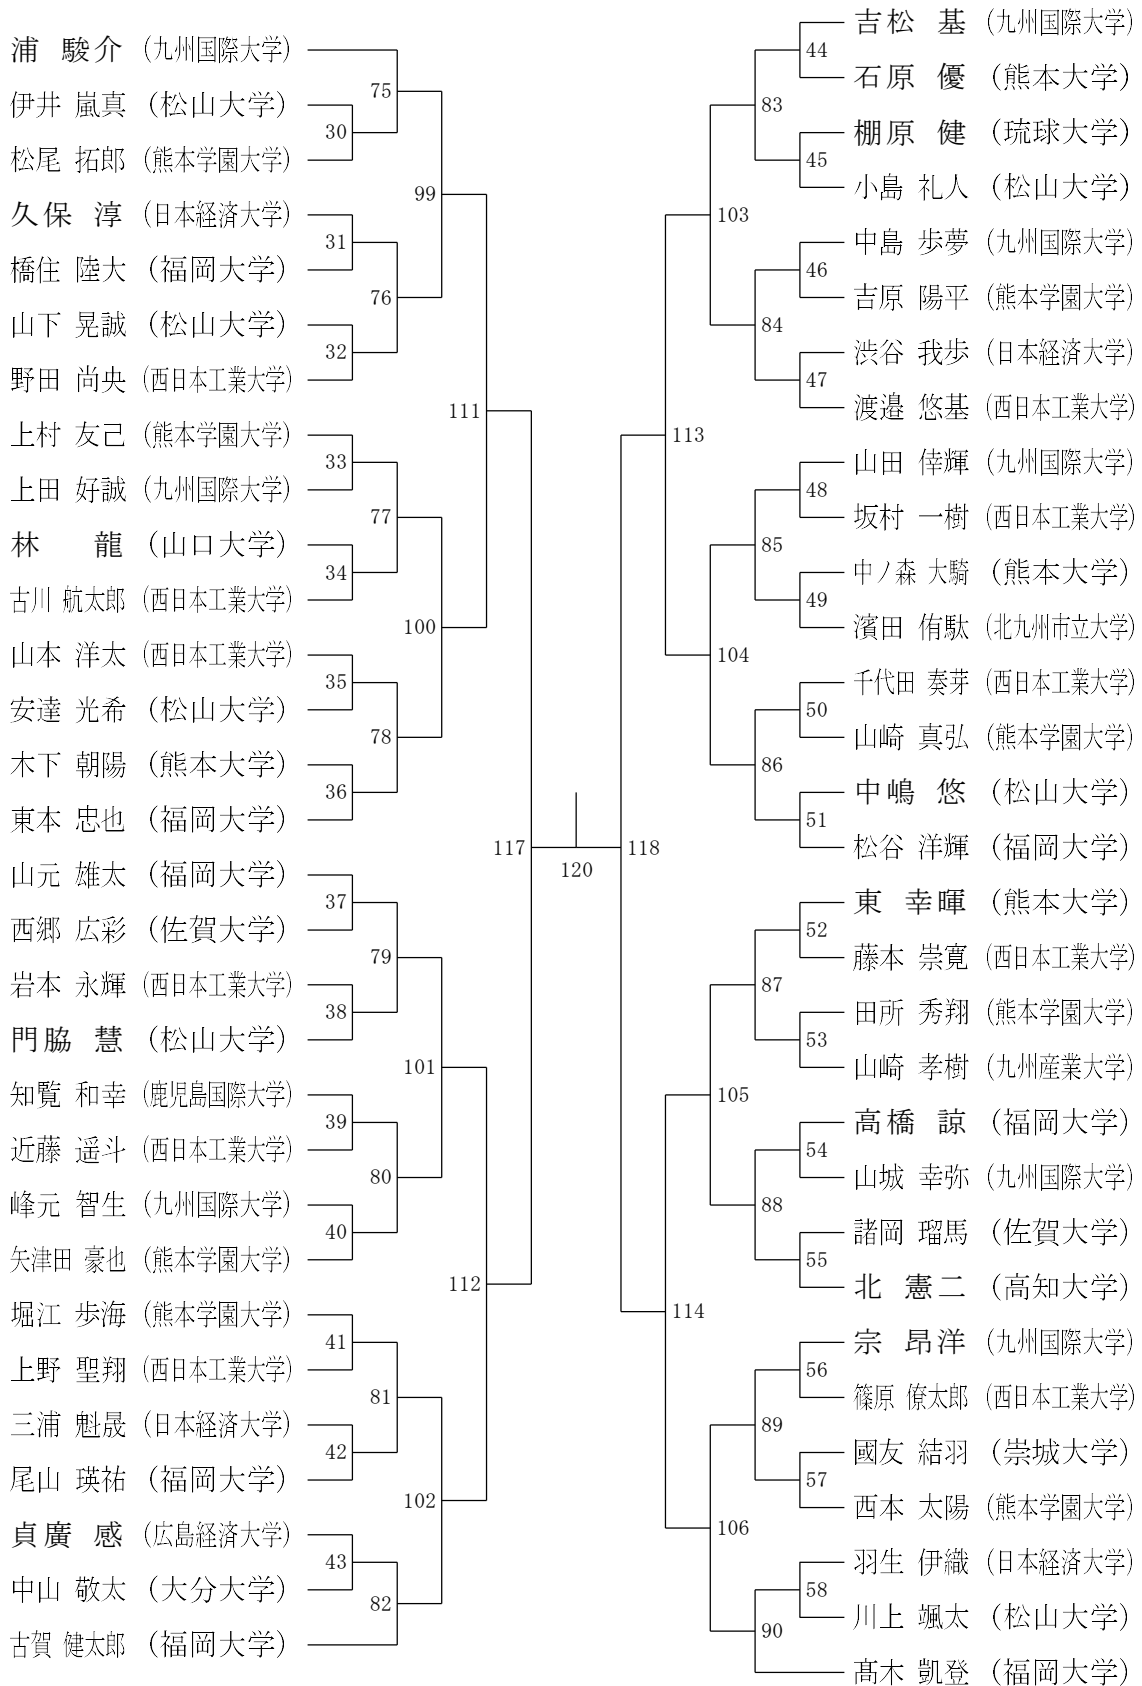 浦 駿介 (九州国際大学)
伊井 嵐真 (松山大学)
松尾 拓郎 (熊本学園大学)
久保 淳 (日本経済大学)
橋住 陸大 (福岡大学)
山下 晃誠 (松山大学)
野田 尚央 (西日本工業大学)
上村 友己 (熊本学園大学)
上田 好誠 (九州国際大学)
林 龍 (山口大学)
古川 航太郎 (西日本工業大学)
山本 洋太 (西日本工業大学)
安達 光希 (松山大学)
木下 朝陽 (熊本大学)
東本 忠也 (福岡大学)
山元 雄太 (福岡大学)
西郷 広彩 (佐賀大学)
岩本 永輝 (西日本工業大学)
門脇 慧 (松山大学)
知覧 和幸 (鹿児島国際大学)
近藤 遥斗 (西日本工業大学)
峰元 智生 (九州国際大学)
矢津田 豪也 (熊本学園大学)
堀江 歩海 (熊本学園大学)
上野 聖翔 (西日本工業大学)
三浦 魁晟 (日本経済大学)
尾山 瑛祐 (福岡大学)
貞廣 感 (広島経済大学)
中山 敬太 (大分大学)
古賀 健太郎 (福岡大学)
30
31
32
33
34
35
36
37
38
39
40
41
42
43
75
76
77
78
79
80
81
82
99
100
101
102
111
112
117
120
118
113
114
103
104
105
106
83
84
85
86
87
88
89
90
44
45
46
47
48
49
50
51
52
53
54
55
56
57
58
吉松 基 (九州国際大学)
石原 優 (熊本大学)
棚原 健 (琉球大学)
小島 礼人 (松山大学)
中島 歩夢 (九州国際大学)
吉原 陽平 (熊本学園大学)
渋谷 我歩 (日本経済大学)
渡邉 悠基 (西日本工業大学)
山田 倖輝 (九州国際大学)
坂村 一樹 (西日本工業大学)
中ノ森 大騎 (熊本大学)
濱田 侑駄 (北九州市立大学)
千代田 奏芽 (西日本工業大学)
山崎 真弘 (熊本学園大学)
中嶋 悠 (松山大学)
松谷 洋輝 (福岡大学)
東 幸暉 (熊本大学)
藤本 崇寛 (西日本工業大学)
田所 秀翔 (熊本学園大学)
山崎 孝樹 (九州産業大学)
高橋 諒 (福岡大学)
山城 幸弥 (九州国際大学)
諸岡 瑠馬 (佐賀大学)
北 憲二 (高知大学)
宗 昂洋 (九州国際大学)
篠原 僚太郎 (西日本工業大学)
國友 結羽 (崇城大学)
西本 太陽 (熊本学園大学)
羽生 伊織 (日本経済大学)
川上 颯太 (松山大学)
髙木 凱登 (福岡大学)